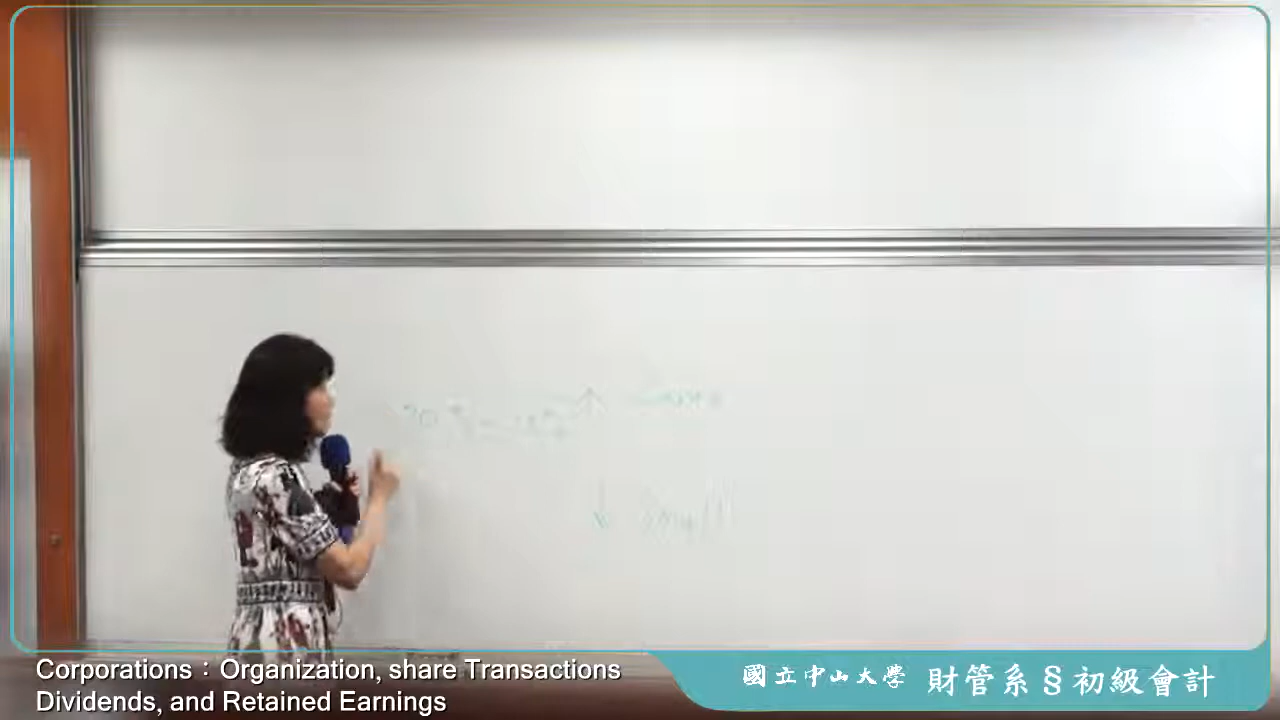 small
Corporations：Organization, share Transactions
Dividends, and Retained Earnings
國立中山大學 財管系§初級會計